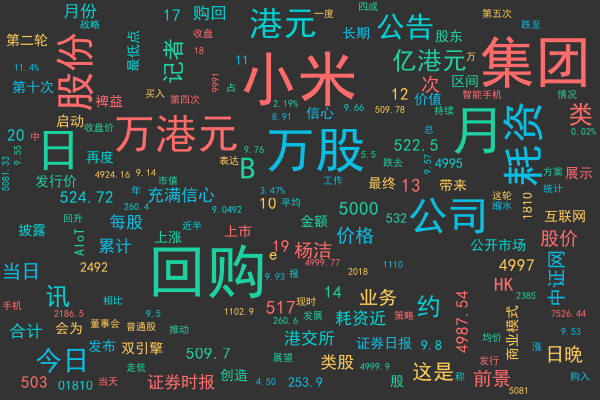 月份
战略
17
购回
港元
一度
四成
公告
第五次
跌至
第二轮
最低点
记者
收盘
18
长期
股东
亿港元
万
集团
11.4%
第十次
股份
买入
裨益
第四次
9991
占
11
小米
2.19%
8.91
信心
9.66
509.78
12
次
价值
区间
持续
智能手机
情况
类
0.02%
20
9.55
中
启动
收盘价
万港元
日
再度
表达
9.76
B
万股
5.5
跌去
522.5
总
9.57
4995
月
耗资
方案
统计
展示
5081.33
发行价
4924.16
9.14
市值
524.72
年
260.4
充满信心
3.47%
9.0492
10
平均
工作
最终
13
带来
5000
532
公司
这轮
缩水
1810
互联网
披露
回升
AIoT
每股
近半
累计
上涨
上市
金额
价格
公开市场
股价
当日
2492
回购
e
19
杨洁
4999.77
9.93
报
2018
1110
4997
HK
中证网
2385
讯
手机
2186.5
相比
9.5
1102.9
517
现时
14
业务
约
4987.54
7526.44
合计
会为
董事会
普通股
推动
260.6
发展
耗资近
策略
商业模式
9.53
今日
发布
双引擎
509.7
港交所
证券日报
9.8
均价
涨
日晚
503
01810
当天
走低
证券时报
创造
展望
4.50
253.9
类股
4999.9
股
这是
称
发行
前景
5081
购入